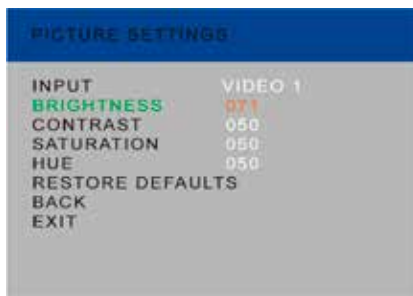 PICTURE SETTINGS
INPUT VIDEO 1
BRIGHTNESS 071
CONTRAST 050
SATURATION 050
HUE 050
RESTORE DEFAULTS
BACK
EXIT